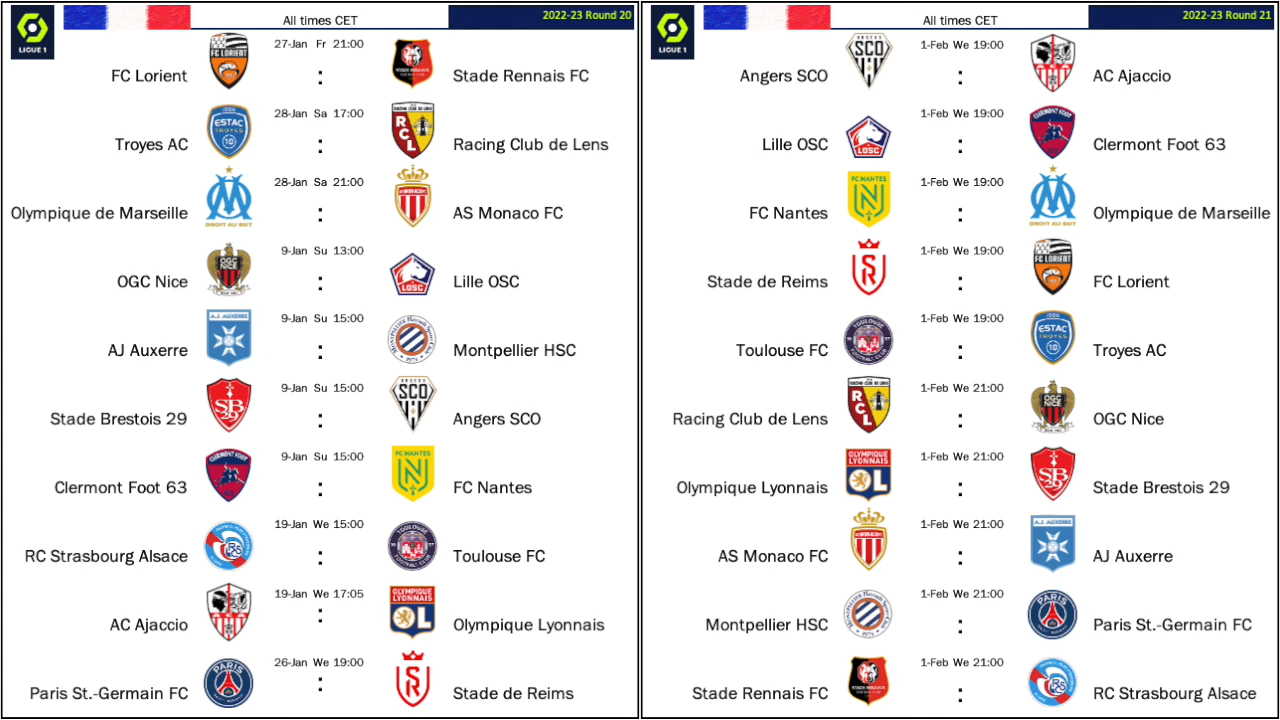 LIGUE 1
All times CET
2022-23 Round 20
27-Jan Fr 21:00
FC Lorient : Stade Rennais FC
28-Jan Sa 17:00
Troyes AC : Racing Club de Lens
28-Jan Sa 21:00
Olympique de Marseille : AS Monaco FC
9-Jan Su 13:00
OGC Nice : Lille OSC
9-Jan Su 15:00
AJ Auxerre : Montpellier HSC
9-Jan Su 15:00
Stade Brestois 29 : Angers SCO
9-Jan Su 15:00
Clermont Foot 63 : FC Nantes
19-Jan We 15:00
RC Strasbourg Alsace : Toulouse FC
19-Jan We 17:05
AC Ajaccio : Olympique Lyonnais
26-Jan We 19:00
Paris St.-Germain FC : Stade de Reims
LIGUE 1
All times CET
2022-23 Round 21
1-Feb We 19:00
Angers SCO : AC Ajaccio
1-Feb We 19:00
Lille OSC : Clermont Foot 63
1-Feb We 19:00
FC Nantes : Olympique de Marseille
1-Feb We 19:00
Stade de Reims : FC Lorient
1-Feb We 19:00
Toulouse FC : Troyes AC
1-Feb We 21:00
Racing Club de Lens : OGC Nice
1-Feb We 21:00
Olympique Lyonnais : Stade Brestois 29
1-Feb We 21:00
AS Monaco FC : AJ Auxerre
1-Feb We 21:00
Montpellier HSC : Paris St.-Germain FC
1-Feb We 21:00
Stade Rennais FC : RC Strasbourg Alsace